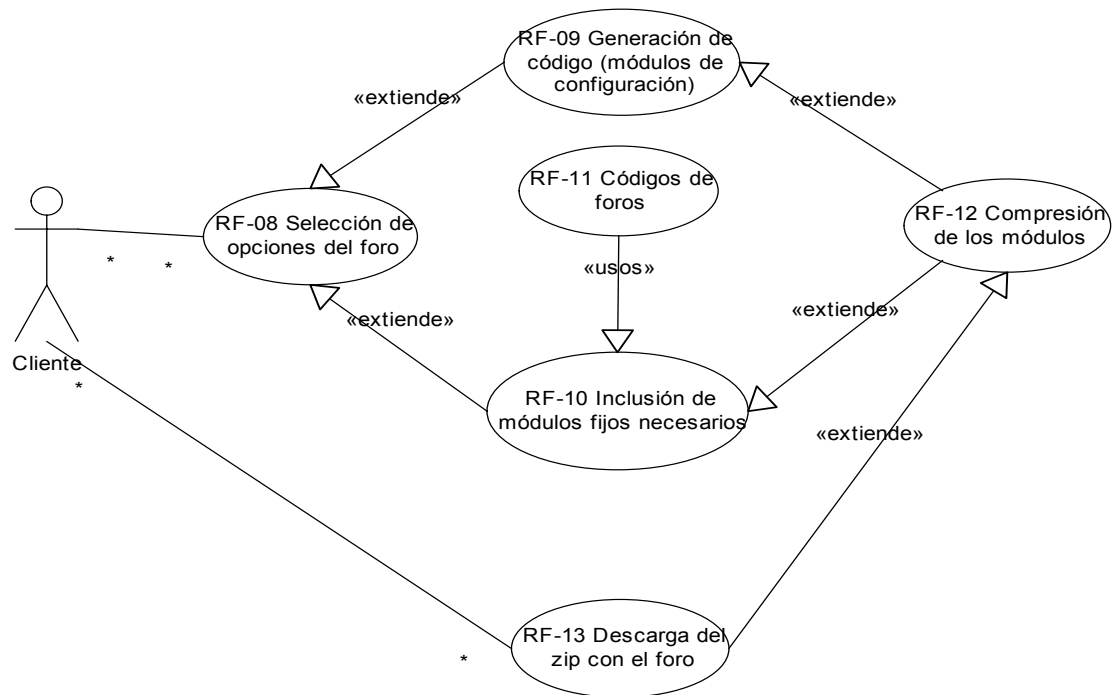 RF-09 Generación de
código (módulos de
configuración)
«extiende»
«extiende»
RF-11 Códigos de
foros
RF-08 Selección de
opciones del foro
RF-12 Compresión
de los módulos
*
*
«usos»
«extiende»
«extiende»
Cliente
*
RF-10 Inclusión de
módulos fijos necesarios
«extiende»
RF-13 Descarga del
zip con el foro
*